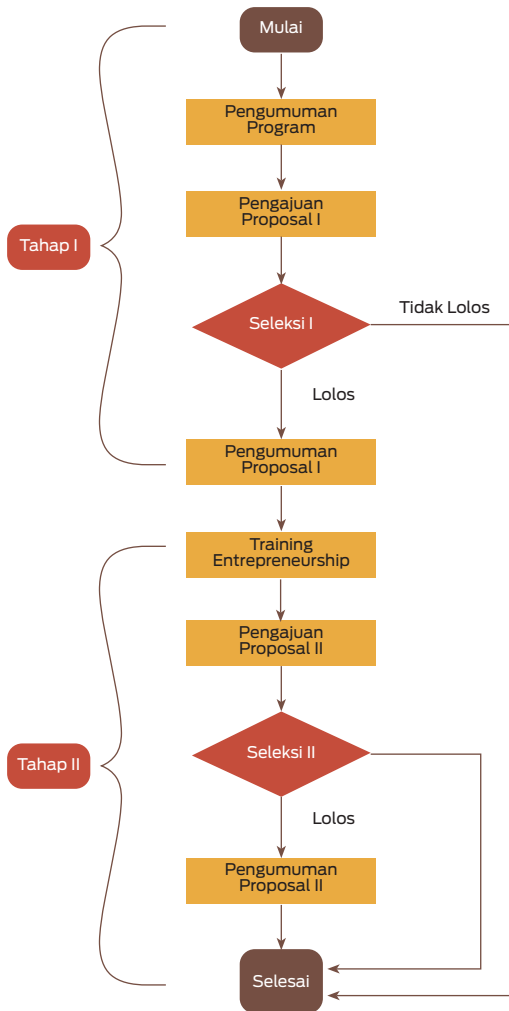 Mulai
Pengumuman
Program
Pengajuan
Proposal I
Tahap I
Seleksi I
Tidak Lolos
Lolos
Pengumuman
Proposal I
Training
Entrepreneurship
Pengajuan
Proposal II
Seleksi II
Tahap II
Lolos
Pengumuman
Proposal II
Selesai